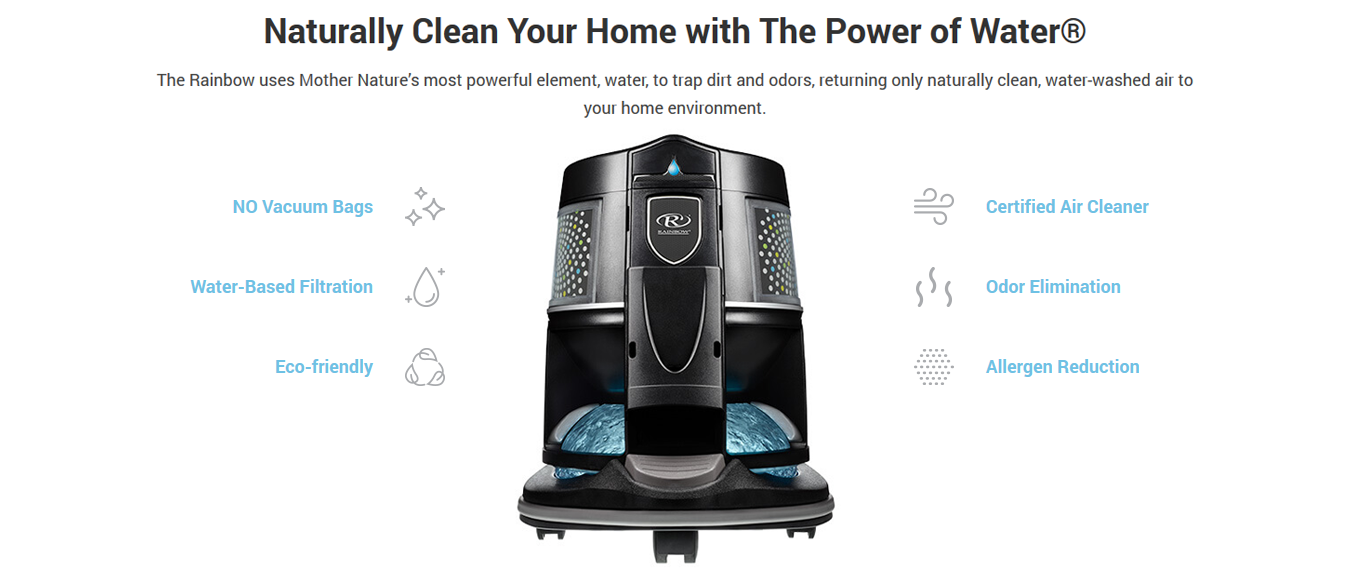 Naturally Clean Your Home with The Power of Water®
The Rainbow uses Mother Nature's most powerful element, water, to trap dirt and odors, returning only naturally clean, water-washed air to
your home environment.
NO Vacuum Bags
Water-Based Filtration
Eco-friendly
R
RAINBOW
Certified Air Cleaner
Odor Elimination
Allergen Reduction